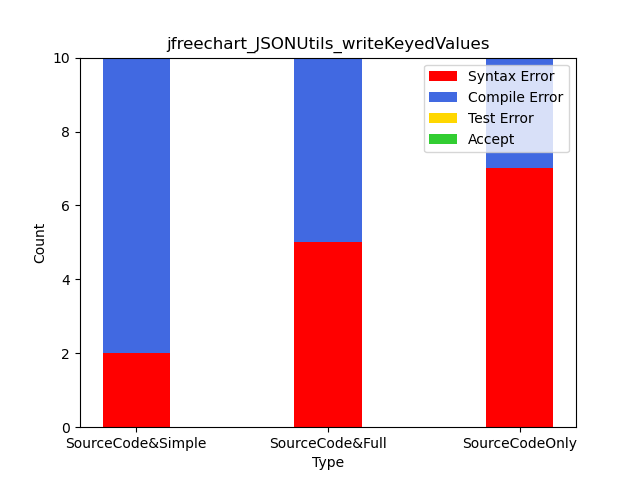 jfreechart_JSONUtils_writeKeyedValues
Syntax Error
Compile Error
Test Error
Accept
10
8
6
4
2
0
Count
SourceCode&Simple SourceCode&Full SourceCodeOnly
Type